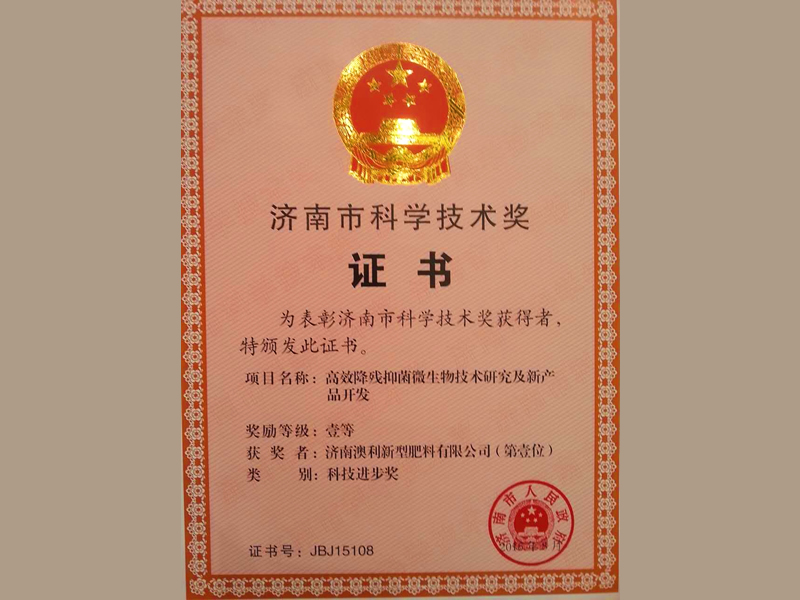 济南市科学技术奖
证书
为表彰济南市科学技术奖获得者，
特颁发此证书。
项目名称：高效降残抑菌微生物技术研究及新产
品开发
奖励等级：壹等
获奖者：济南澳利新型肥料有限公司（第壹位）
类别：科技进步奖
济南市人民政府
证书号：JBJ15108